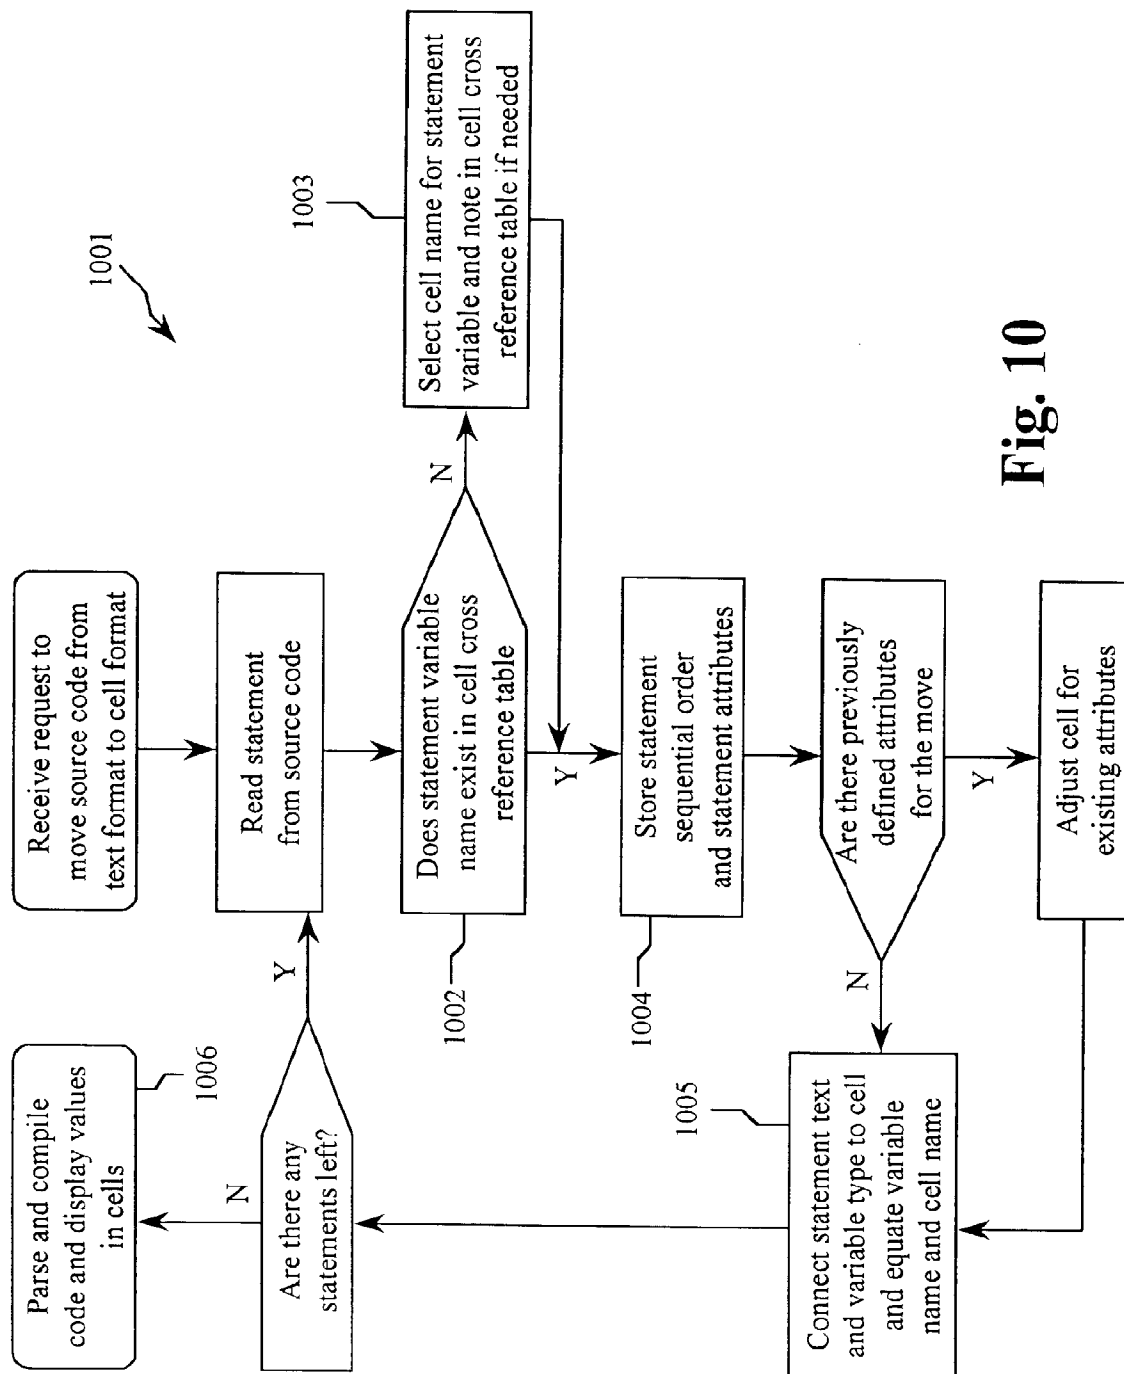 1001
Receive request to
move source code from
text format to cell format
Read statement
from source code
Does statement variable
name exist in cell cross
reference table
1002
N
Select cell name for statement
variable and note in cell cross
reference table if needed
1003
Y
Store statement
sequential order
and statement attributes
1004
Are there previously
defined attributes
for the move
N
Y
Adjust cell for
existing attributes
Connect statement text
and variable type to cell
and equate variable
name and cell name
1005
Are there any
statements left?
Y
N
Parse and compile
code and display values
in cells
1006
Fig. 10